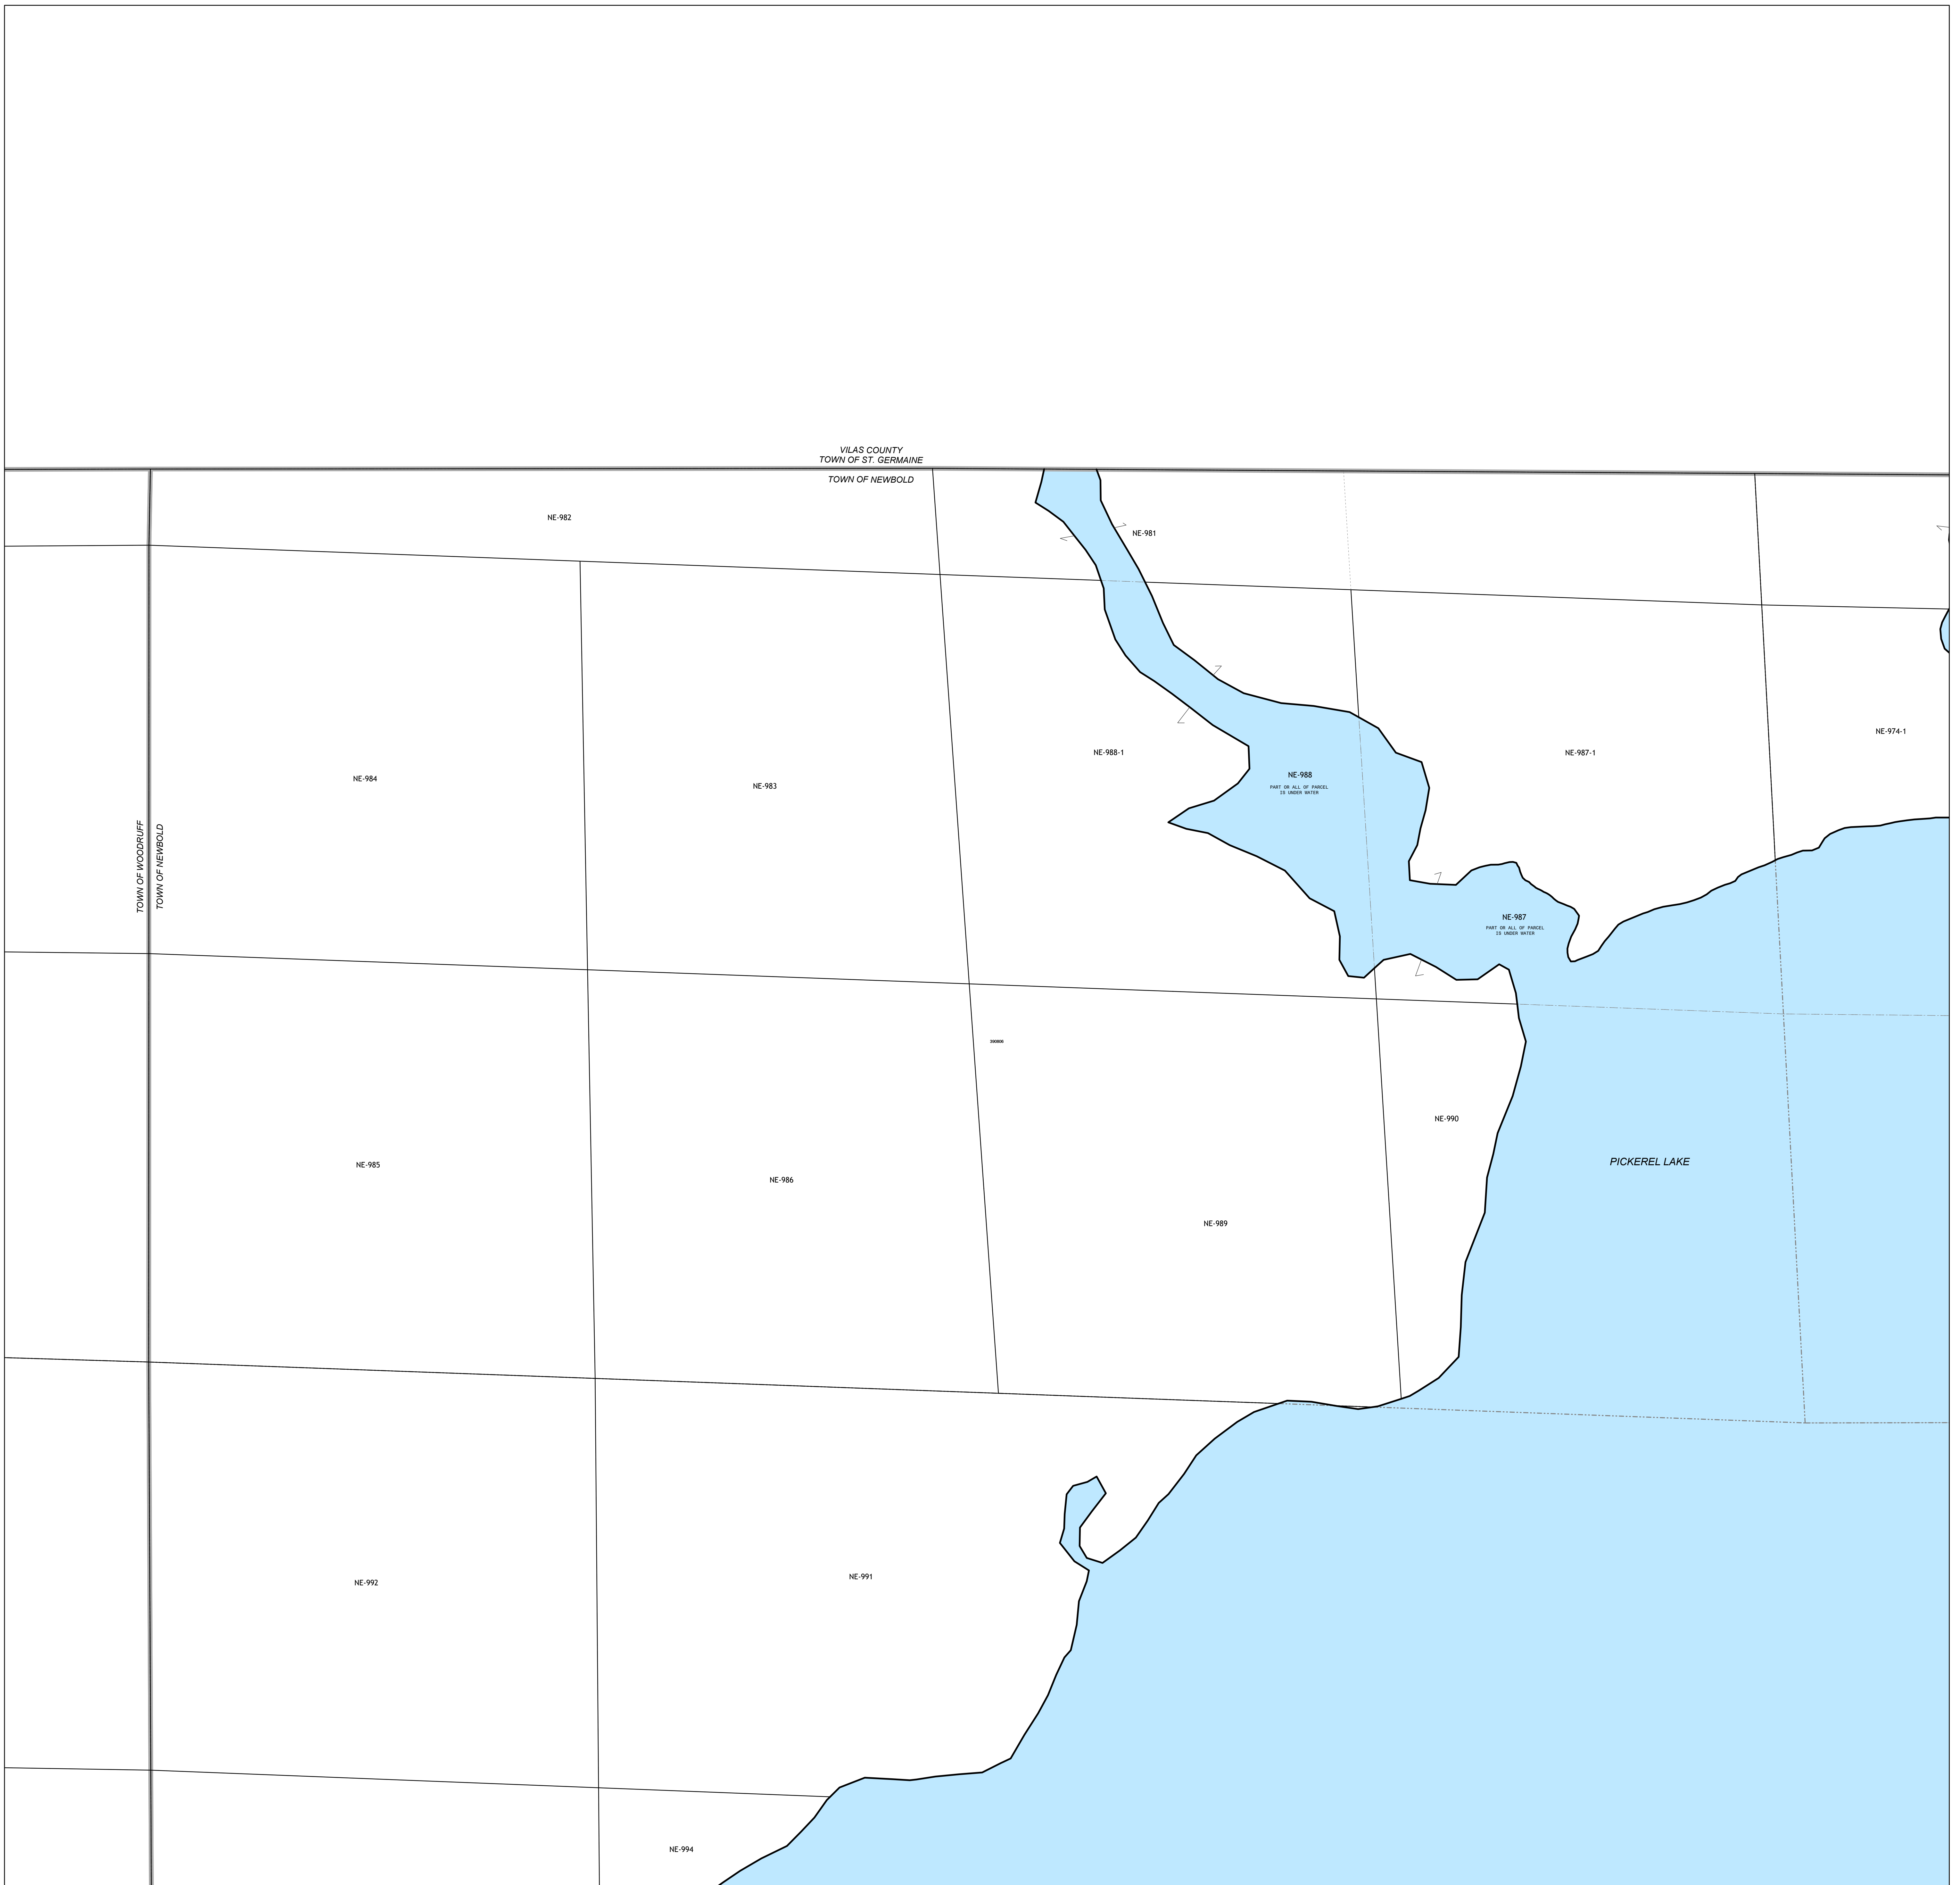 VILAS COUNTY
TOWN OF ST. GERMAINE
TOWN OF NEWBOLD
NE-982
NE-981
NE-974-1
NE-988-1
NE-987-1
NE-988
PART OR ALL OF PARCEL
IS UNDER WATER
NE-984
NE-983
TOWN OF WOODRUFF
TOWN OF NEWBOLD
NE-987
PART OR ALL OF PARCEL
IS UNDER WATER
390806
NE-990
PICKEREL LAKE
NE-985
NE-986
NE-989
NE-992
NE-991
NE-994